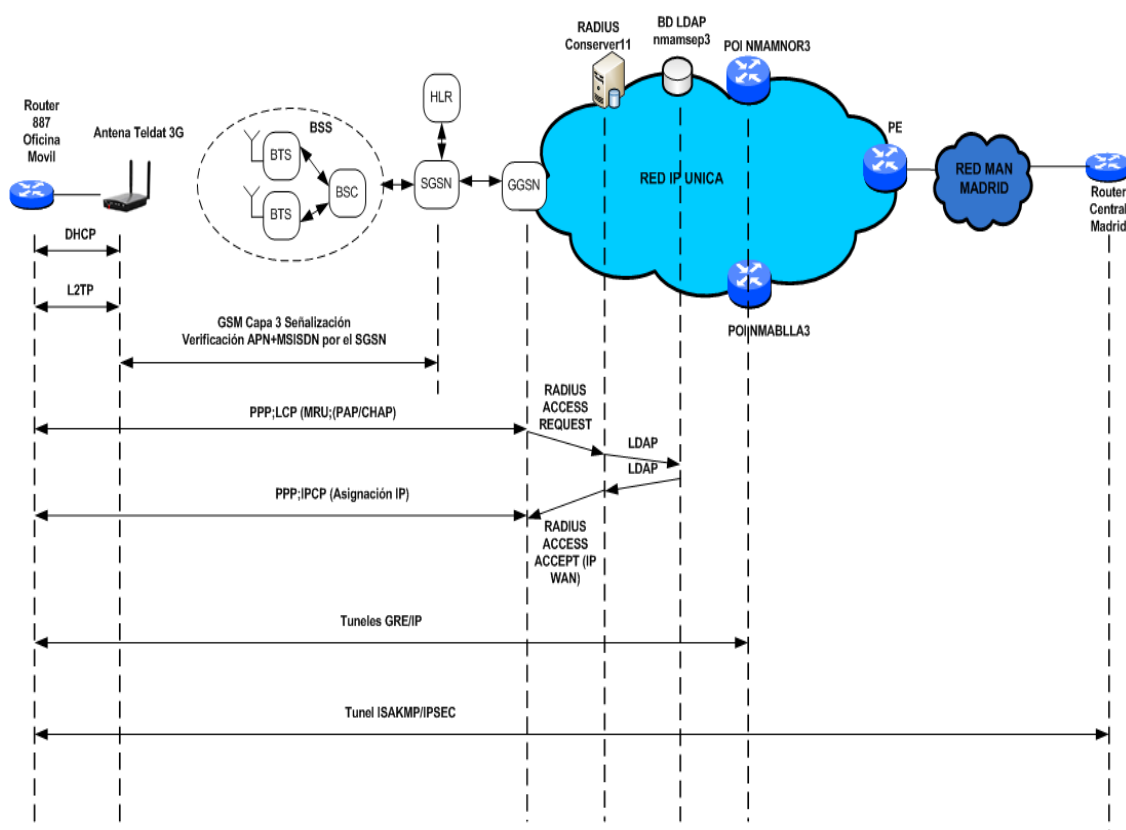 RADIUS
Conserver11
BD LDAP
nmamsep3
POI NMAMNOR3
Router
887
Oficina
Movil
Antena Teldat 3G
BSS
HLR
BTS
BTS
BSC
SGSN
GGSN
RED IP UNICA
PE
RED MAN
MADRID
Router
Central
Madrid
DHCP
L2TP
POI NMABLLA3
GSM Capa 3 Señalización
Verificación APN+MSISDN por el SGSN
PPP;LCP (MRU;(PAP/CHAP)
RADIUS
ACCESS
REQUEST
LDAP
LDAP
PPP;IPCP (Asignación IP)
RADIUS
ACCESS
ACCEPT (IP
WAN)
Tuneles GRE/IP
Tunel ISAKMP/IPSEC